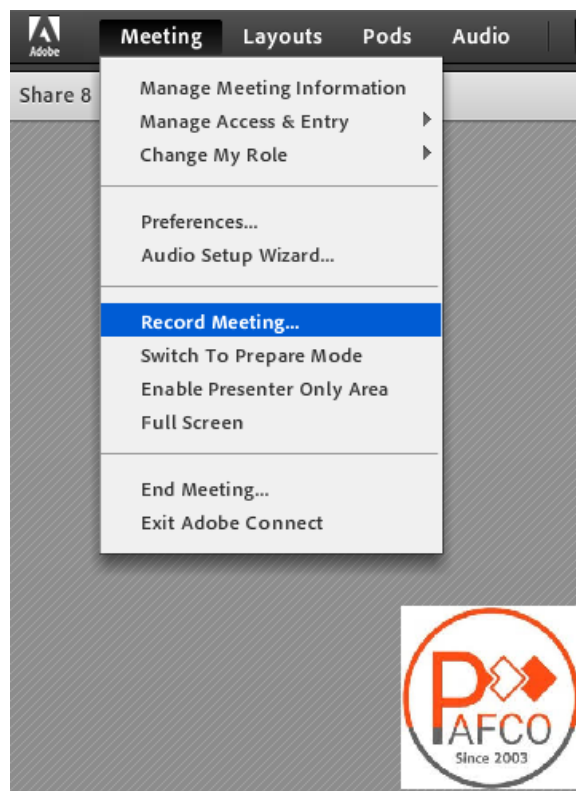 Adobe
Meeting Layouts Pods Audio
Share 8
Manage Meeting Information
Manage Access & Entry
Change My Role
Preferences...
Audio Setup Wizard...
Record Meeting...
Switch To Prepare Mode
Enable Presenter Only Area
Full Screen
End Meeting...
Exit Adobe Connect
PAFCO
Since 2003